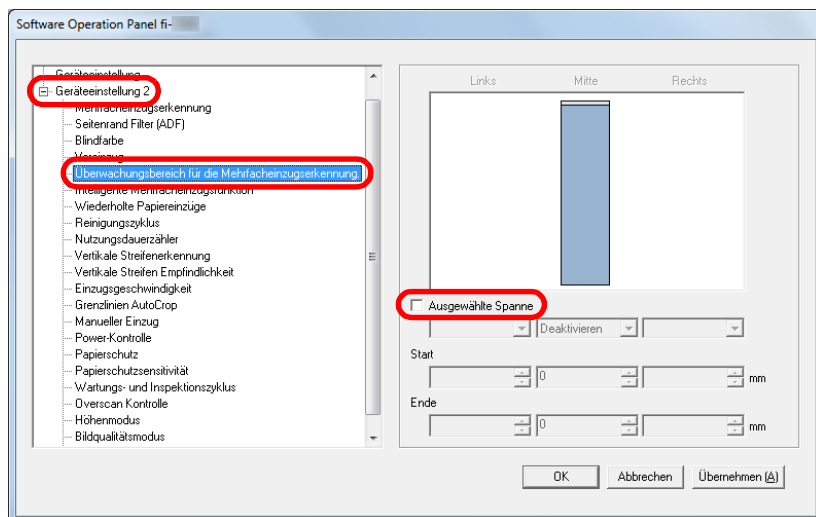 Software Operation Panel fi-
Geräteeinstellung
Geräteeinstellung 2
Mehrfacheinzugserkennung
Seitenrand Filter (ADF)
Blindfarbe
Voreinzug
Überwachungsbereich für die Mehrfacheinzugserkennung
Intelligente Mehrfacheinzugsfunktion
Wiederholte Papiereinzüge
Reinigungszyklus
Nutzungsdauerzähler
Vertikale Streifenerkennung
Vertikale Streifen Empfindlichkeit
Einzugsgeschwindigkeit
Grenzlinien AutoCrop
Manueller Einzug
Power-Kontrolle
Papierschutz
Papierschutzsensitivität
Wartungs- und Inspektionszyklus
Overscan Kontrolle
Höhenmodus
Bildqualitätsmodus
Links Mitte Rechts
Ausgewählte Spanne
Deaktivieren
Start
0 mm
Ende
0 mm
OK Abbrechen Übernehmen (A)